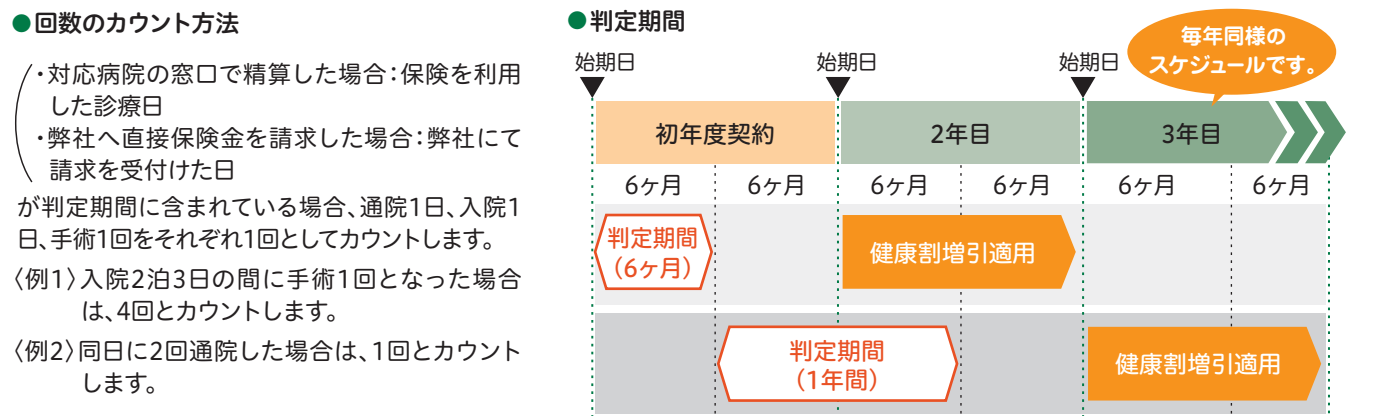 ●回数のカウント方法
・対応病院の窓口で精算した場合：保険を利用
した診療日
・弊社へ直接保険金を請求した場合：弊社にて
請求を受付けた日
が判定期間に含まれている場合、通院1日、入院1
日、手術1回をそれぞれ1回としてカウントします。
〈例1〉入院2泊3日の間に手術1回となった場合
は、4回とカウントします。
〈例2〉同日に2回通院した場合は、1回とカウント
します。
●判定期間
毎年同様の
スケジュールです。
始期日 始期日 始期日
初年度契約 2年目 3年目
6ヶ月 6ヶ月 6ヶ月 6ヶ月 6ヶ月 6ヶ月
判定期間
（6ヶ月）
健康割増引適用
判定期間
（1年間）
健康割増引適用